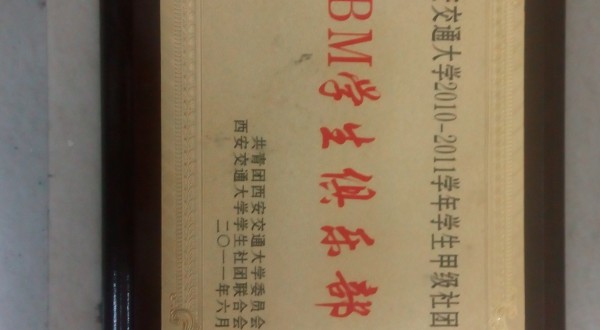 安交通大学2010-2011学年学生甲级社团
BM学生俱乐部
共青团西安交通大学委员会
西安交通大学学生社团联合会
二〇一一年六月